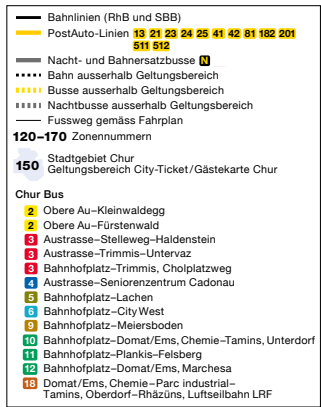 Bahnlinien (RhB und SBB)
PostAuto-Linien 13 21 23 24 25 41 42 81 182 201
511 512
Nacht- und Bahnersatzbusse N
Bahn ausserhalb Geltungsbereich
Busse ausserhalb Geltungsbereich
Nachtbusse ausserhalb Geltungsbereich
Fussweg gemäss Fahrplan
120–170 Zonennummern
150 Stadtgebiet Chur
Geltungsbereich City-Ticket/Gästekarte Chur
Chur Bus
2 Obere Au–Kleinwaldegg
2 Obere Au–Fürstenwald
3 Austrasse–Stelleweg–Haldenstein
3 Austrasse–Trimmis–Untervaz
3 Bahnhofplatz–Trimmis, Cholplatzweg
4 Austrasse–Seniorenzentrum Cadonau
5 Bahnhofplatz–Lachen
6 Bahnhofplatz–City West
9 Bahnhofplatz–Meiersboden
10 Bahnhofplatz–Domat/Ems, Chemie–Tamins, Unterdorf
11 Bahnhofplatz–Plankis–Felsberg
12 Bahnhofplatz–Domat/Ems, Marchesa
18 Domat/Ems, Chemie–Parc industrial–
Tamins, Oberdorf–Rhäzüns, Luftseilbahn LRF